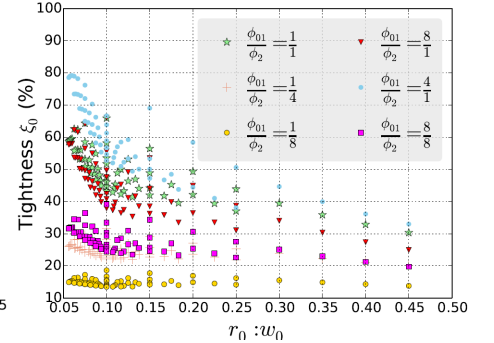 100
90
80
70
60
50
40
30
20
10
Tightness ξ₀ (%)
ϕ₀₁/ϕ₂ = 1/1
ϕ₀₁/ϕ₂ = 8/1
ϕ₀₁/ϕ₂ = 1/4
ϕ₀₁/ϕ₂ = 4/1
ϕ₀₁/ϕ₂ = 1/8
ϕ₀₁/ϕ₂ = 8/8
5
0.05 0.10 0.15 0.20 0.25 0.30 0.35 0.40 0.45 0.50
r₀ :w₀